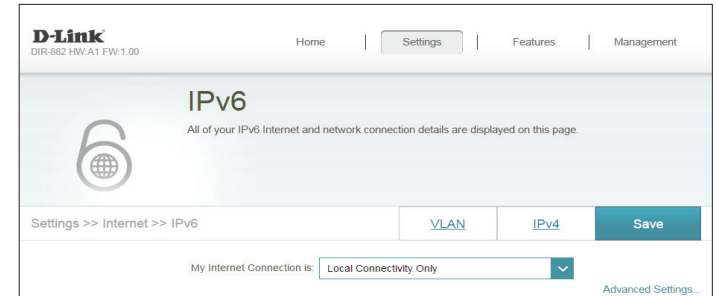 D-Link
DIR-882 HW:A1 FW:1.00
Home | Settings | Features | Management
IPv6
All of your IPv6 Internet and network connection details are displayed on this page.
Settings >> Internet >> IPv6
VLAN
IPv4
Save
My Internet Connection is: Local Connectivity Only
Advanced Settings...